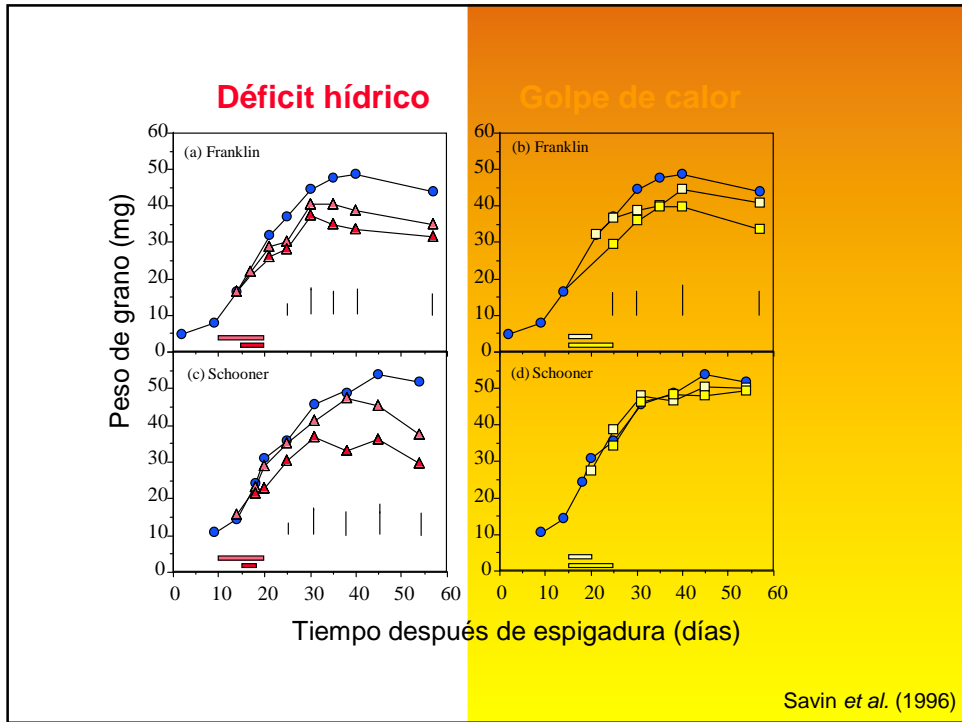 Déficit hídrico
Golpe de calor
Peso de grano (mg)
60
50
40
30
20
10
0
(a) Franklin
60
50
40
30
20
10
0
(b) Franklin
50
40
30
20
10
0
(c) Schooner
0 10 20 30 40 50 60
50
40
30
20
10
0
(d) Schooner
0 10 20 30 40 50 60
Tiempo después de espigadura (días)
Savin et al. (1996)